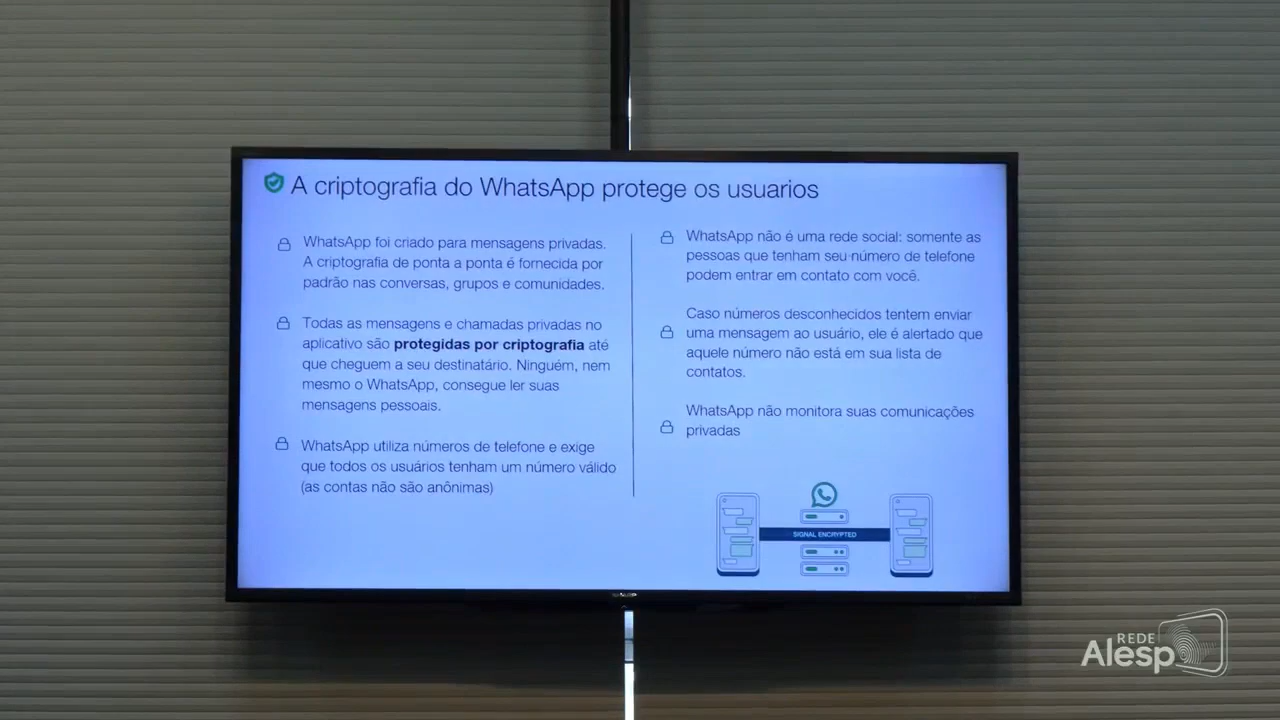 A criptografia do WhatsApp protege os usuarios
WhatsApp foi criado para mensagens privadas.
A criptografia de ponta a ponta é fornecida por
padrão nas conversas, grupos e comunidades.
Todas as mensagens e chamadas privadas no
aplicativo são protegidas por criptografia até
que cheguem a seu destinatário. Ninguém, nem
mesmo o WhatsApp, consegue ler suas
mensagens pessoais.
WhatsApp utiliza números de telefone e exige
que todos os usuários tenham um número válido
(as contas não são anônimas)
WhatsApp não é uma rede social: somente as
pessoas que tenham seu número de telefone
podem entrar em contato com você.
Caso números desconhecidos tentem enviar
uma mensagem ao usuário, ele é alertado que
aquele número não está em sua lista de
contatos.
WhatsApp não monitora suas comunicações
privadas
SIGNAL ENCRYPTED
REDE
Alesp